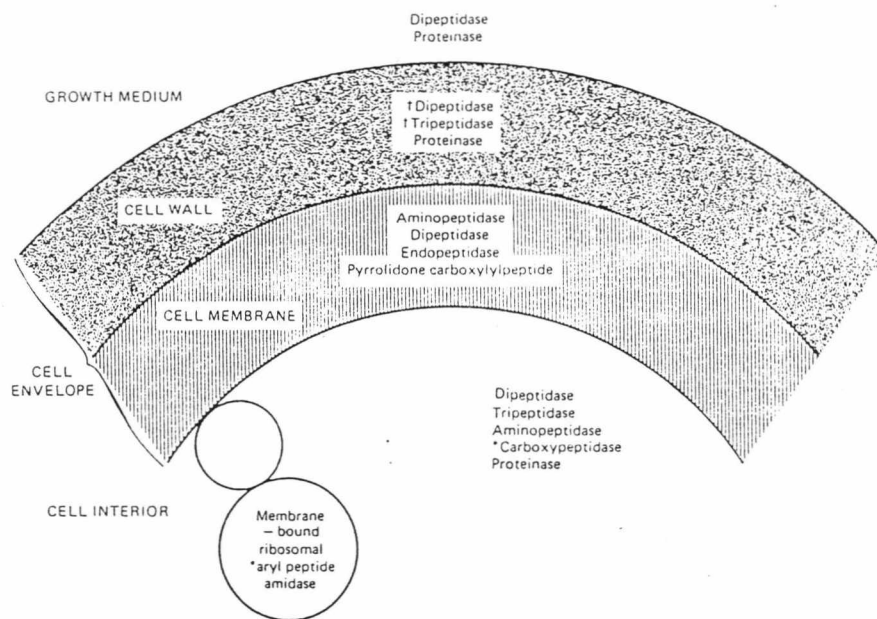 Dipeptidase
Proteinase
GROWTH MEDIUM
†Dipeptidase
†Tripeptidase
Proteinase
CELL WALL
Aminopeptidase
Dipeptidase
Endopeptidase
Pyrrolidone carboxylylpeptide
CELL MEMBRANE
CELL
ENVELOPE
Dipeptidase
Tripeptidase
Aminopeptidase
*Carboxypeptidase
Proteinase
CELL INTERIOR
Membrane
– bound
ribosomal
*aryl peptide
amidase